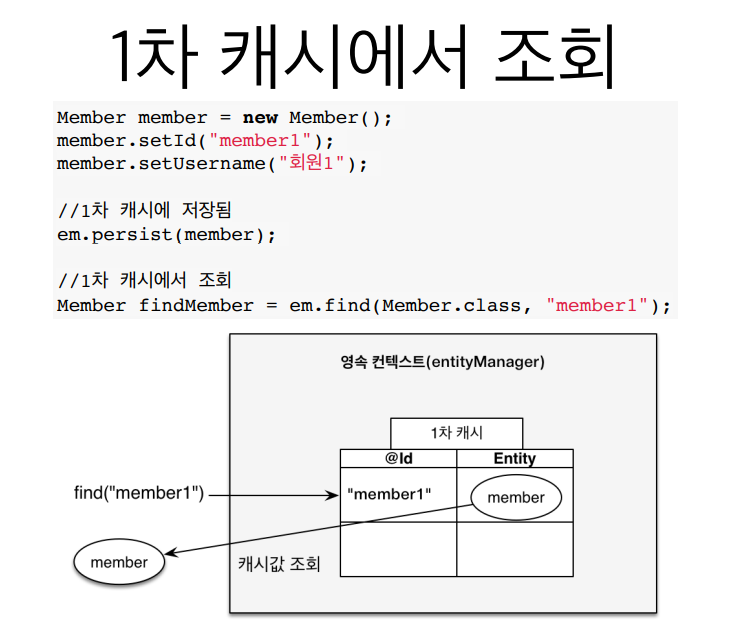 1차 캐시에서 조회
Member member = new Member();
member.setId("member1");
member.setUsername("회원1");
//1차 캐시에 저장됨
em.persist(member);
//1차 캐시에서 조회
Member findMember = em.find(Member.class, "member1");
영속 컨텍스트(entityManager)
1차 캐시
@Id Entity
find("member1") "member1" member
member 캐시값 조회